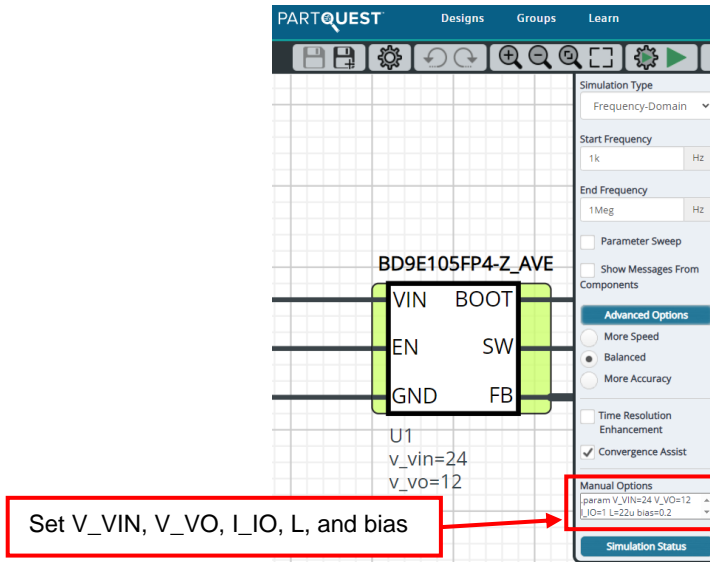 PARTQUEST Designs Groups Learn
Simulation Type
Frequency-Domain
Start Frequency
1k Hz
End Frequency
1Meg Hz
Parameter Sweep
Show Messages From
Components
Advanced Options
More Speed
Balanced
More Accuracy
Time Resolution
Enhancement
Convergence Assist
Manual Options
.param V_VIN=24 V_VO=12
I_IO=1 L=22u bias=0.2
Simulation Status
BD9E105FP4-Z_AVE
VIN BOOT
EN SW
GND FB
U1
v_vin=24
v_vo=12
Set V_VIN, V_VO, I_IO, L, and bias